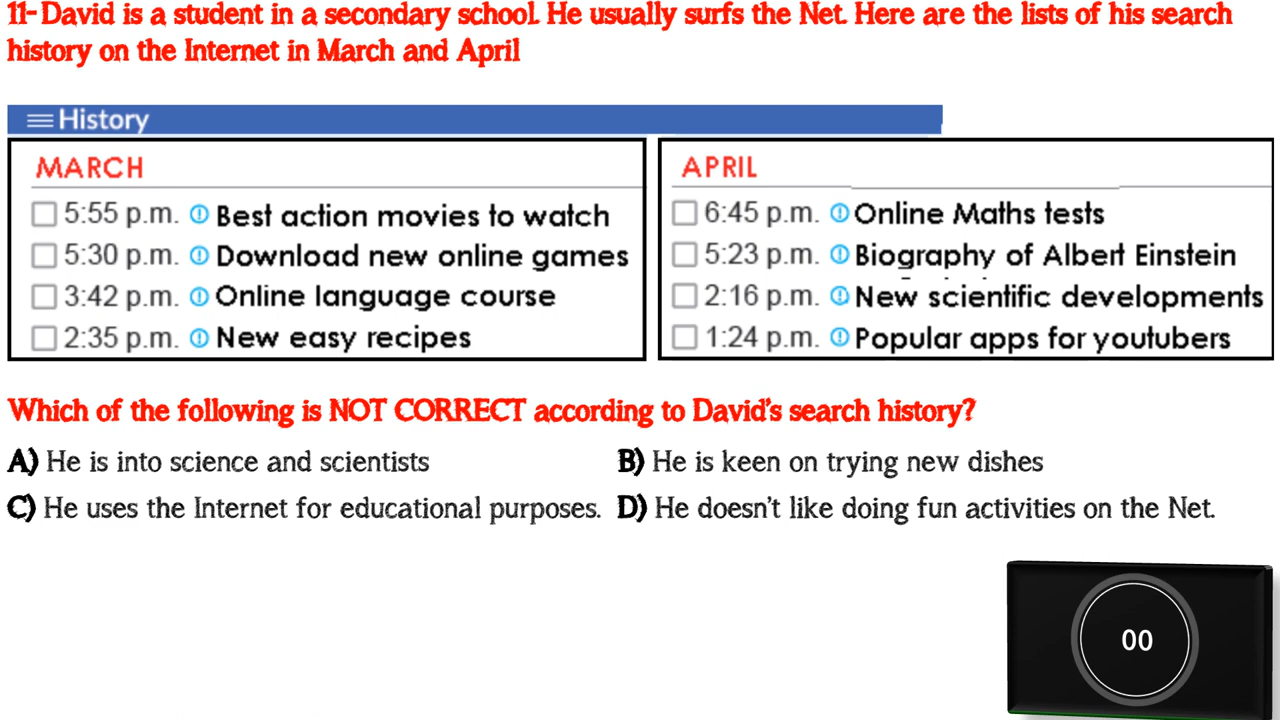 11- David is a student in a secondary school. He usually surfs the Net. Here are the lists of his search
history on the Internet in March and April
History
MARCH
5:55 p.m. Best action movies to watch
5:30 p.m. Download new online games
3:42 p.m. Online language course
2:35 p.m. New easy recipes
APRIL
6:45 p.m. Online Maths tests
5:23 p.m. Biography of Albert Einstein
2:16 p.m. New scientific developments
1:24 p.m. Popular apps for youtubers
Which of the following is NOT CORRECT according to David's search history?
A) He is into science and scientists
B) He is keen on trying new dishes
C) He uses the Internet for educational purposes.
D) He doesn't like doing fun activities on the Net.
00